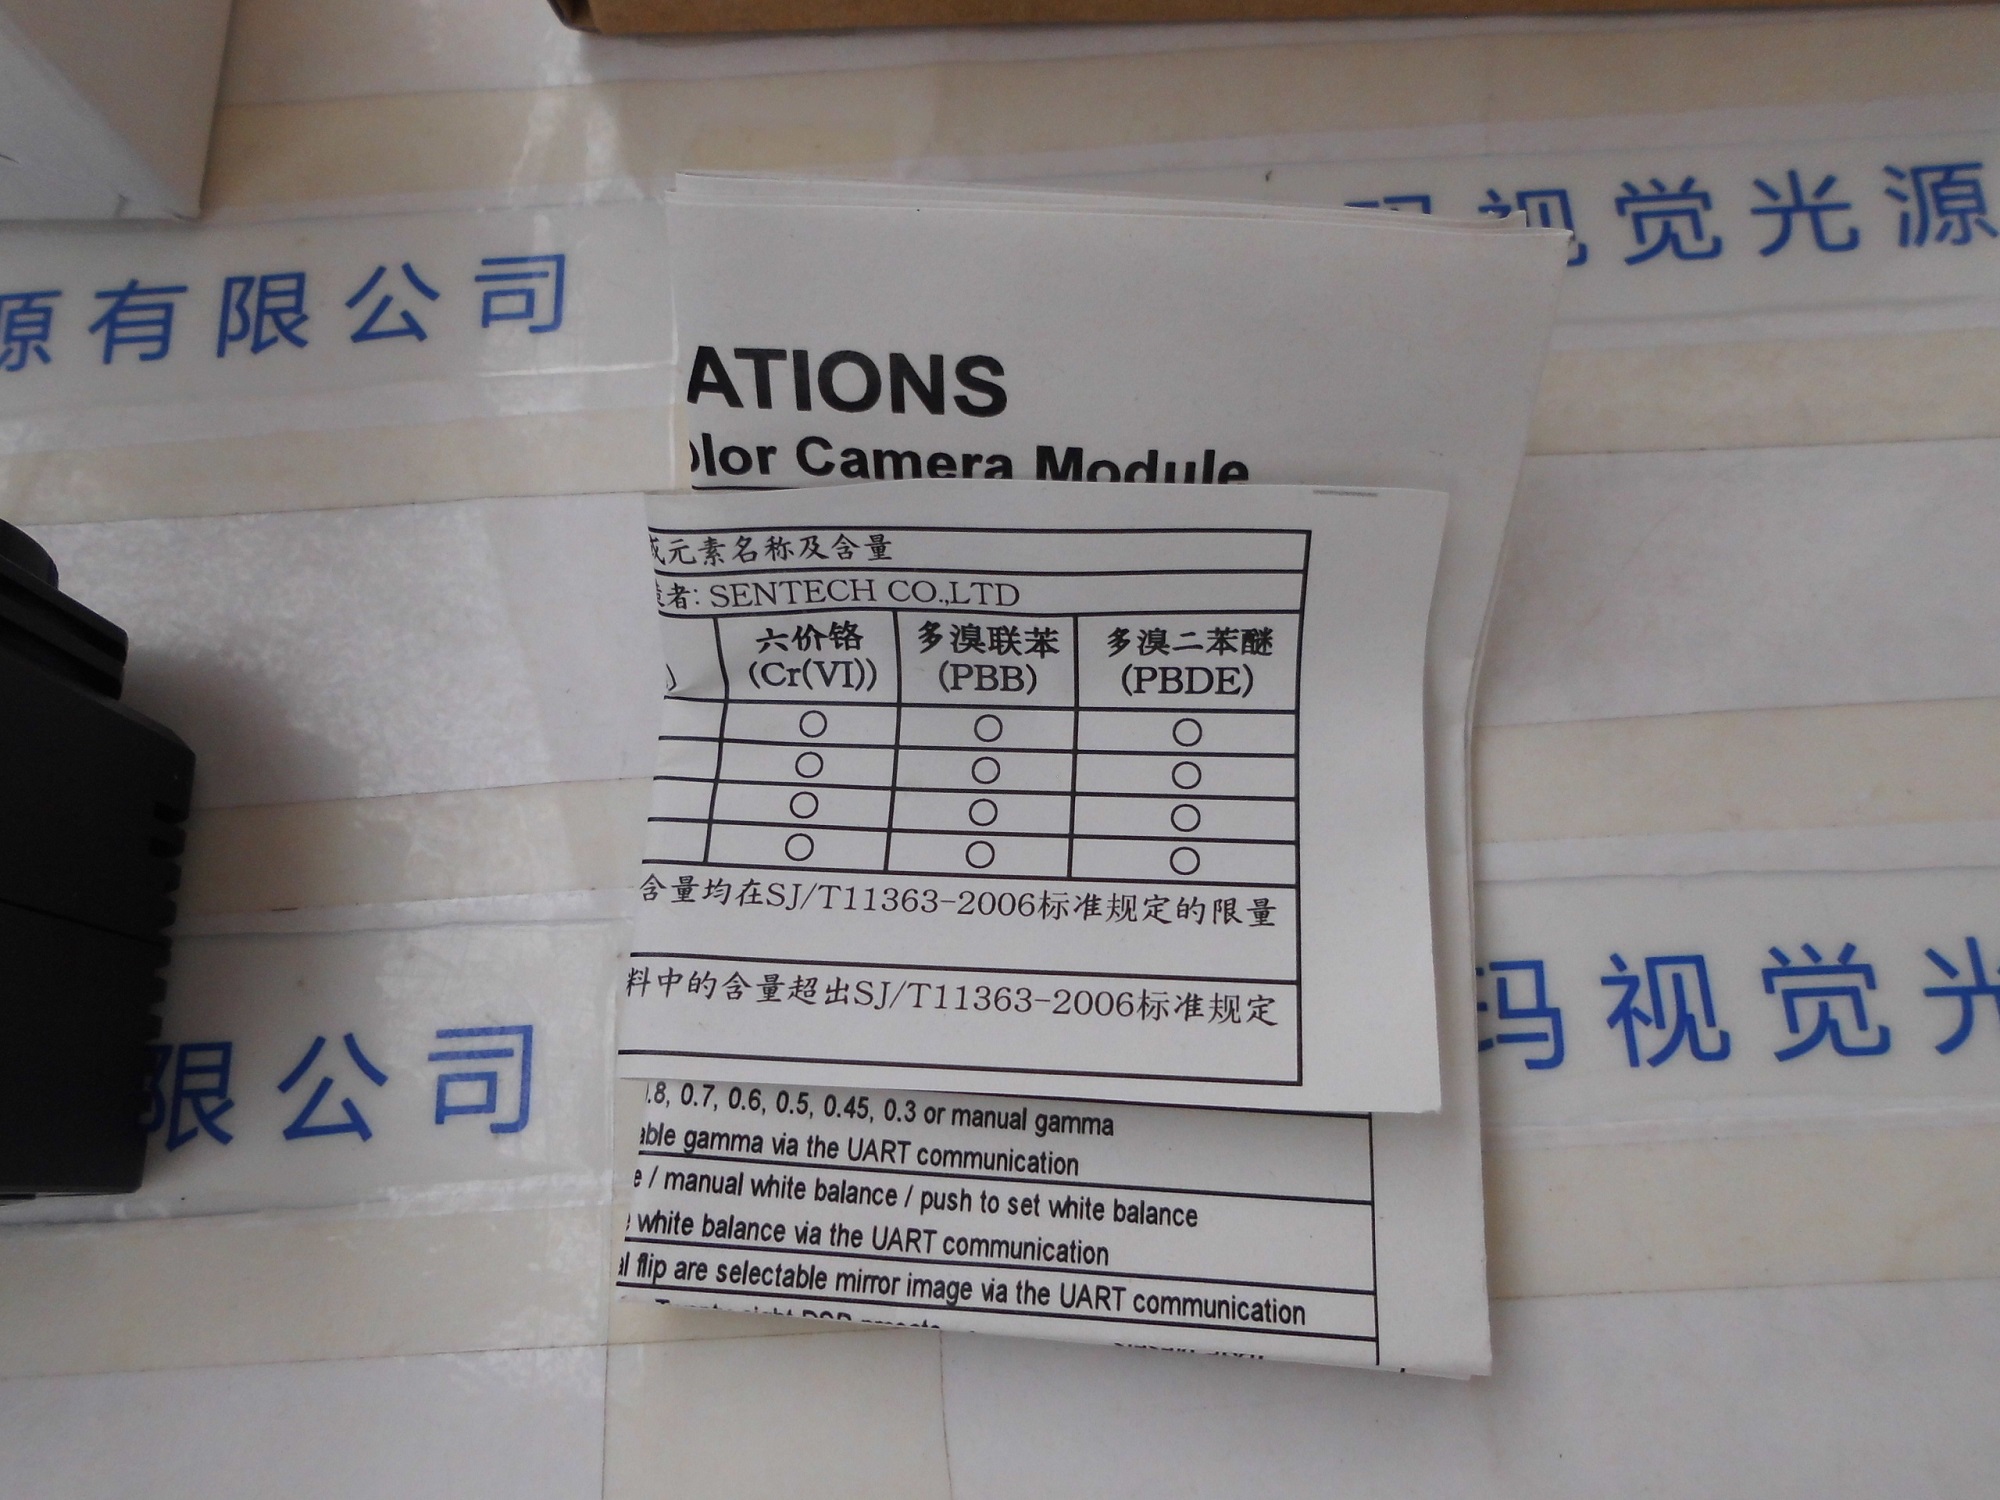 玛视觉光源
源有限公司
ATIONS
olor Camera Module
或元素名称及含量
造者: SENTECH CO.,LTD
六价铬 多溴联苯 多溴二苯醚
(Cr(VI)) (PBB) (PBDE)
○ ○ ○
○ ○ ○
○ ○ ○
○ ○ ○
含量均在SJ/T11363-2006标准规定的限量
料中的含量超出SJ/T11363-2006标准规定
.8, 0.7, 0.6, 0.5, 0.45, 0.3 or manual gamma
able gamma via the UART communication
e / manual white balance / push to set white balance
white balance via the UART communication
al flip are selectable mirror image via the UART communication
限公司
玛视觉光